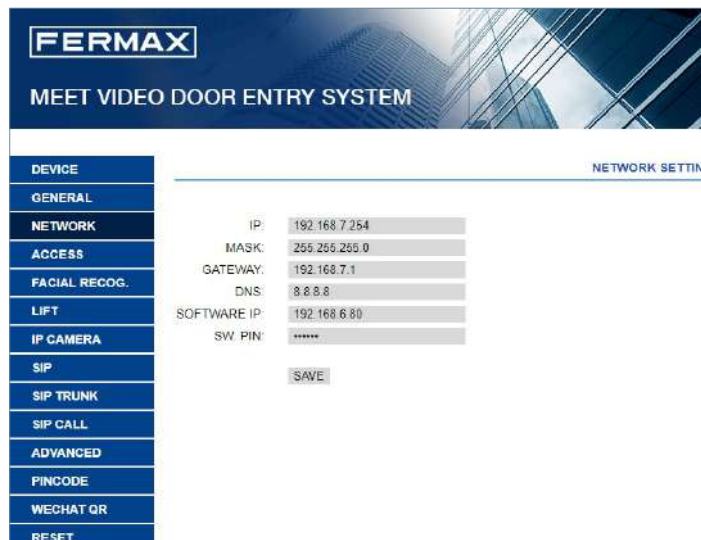 FERMAX
MEET VIDEO DOOR ENTRY SYSTEM
DEVICE
GENERAL
NETWORK
ACCESS
FACIAL RECOG.
LIFT
IP CAMERA
SIP
SIP TRUNK
SIP CALL
ADVANCED
PINCODE
WECHAT QR
RESET
NETWORK SETTIN
IP: 192.168.7.254
MASK: 255.255.255.0
GATEWAY: 192.168.7.1
DNS: 8.8.8.8
SOFTWARE IP: 192.168.6.80
SW. PIN: ••••••
SAVE